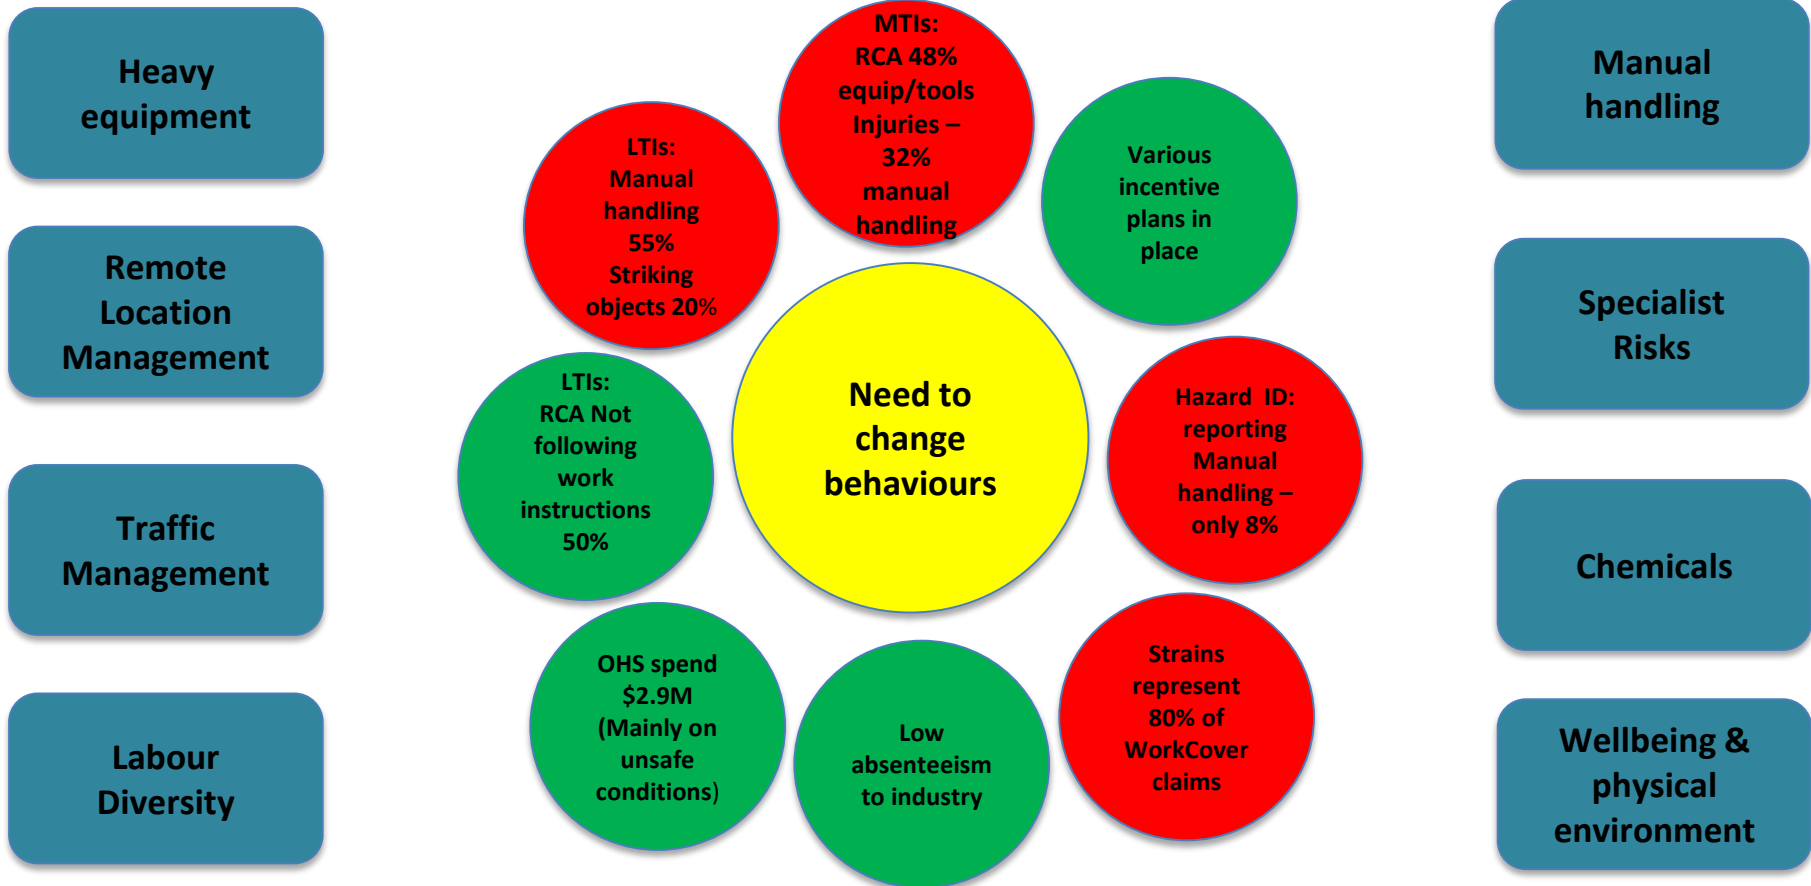 Heavy
equipment
Remote
Location
Management
Traffic
Management
Labour
Diversity
MTIs:
RCA 48%
equip/tools
Injuries –
32%
manual
handling
LTIs:
Manual
handling
55%
Striking
objects 20%
Various
incentive
plans in
place
LTIs:
RCA Not
following
work
instructions
50%
Need to
change
behaviours
Hazard ID:
reporting
Manual
handling –
only 8%
OHS spend
$2.9M
(Mainly on
unsafe
conditions)
Low
absenteeism
to industry
Strains
represent
80% of
WorkCover
claims
Manual
handling
Specialist
Risks
Chemicals
Wellbeing &
physical
environment